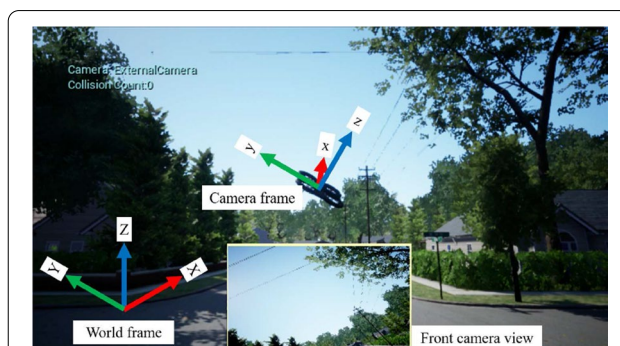 Camera: ExternalCamera
Collision Count:0
Z
y
x
Camera frame
Z
Y
X
World frame
Front camera view